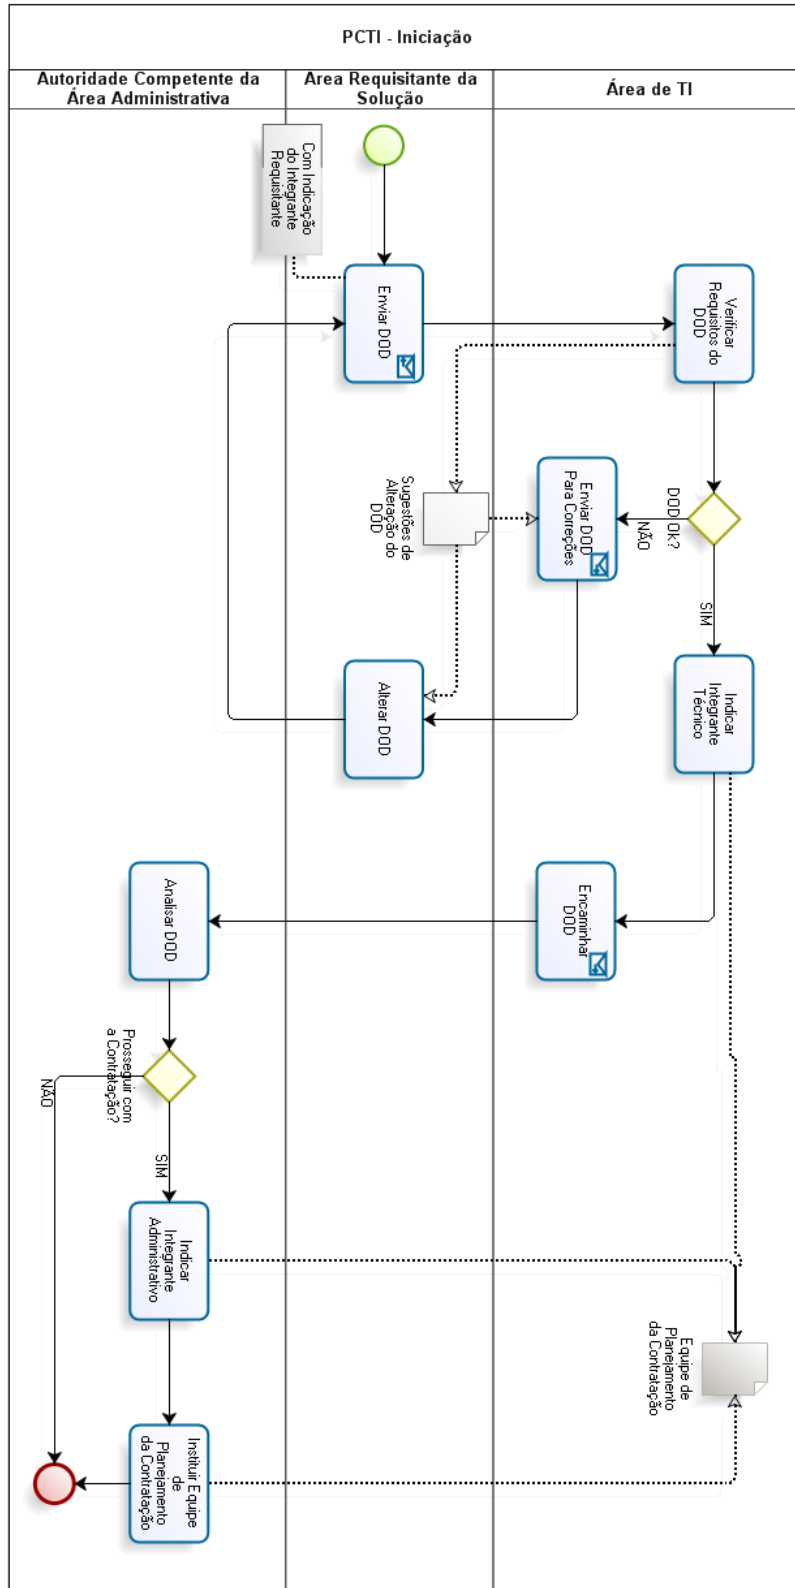 PCTI - Iniciação
Autoridade Competente da
Área Administrativa
Area Requisitante da
Solução
Área de TI
Com Indicação
do Integrante
Requisitante
Enviar DOD
Verificar
Requisitos do
DOD
Sugestões de
Alteração do
DOD
Enviar DOD
Para Correções
DOD Ok?
NÃO
SIM
Alterar DOD
Indicar
Integrante
Técnico
Analisar DOD
Encaminhar
DOD
Prosseguir com
a Contratação?
NÃO
SIM
Indicar
Integrante
Administrativo
Equipe de
Planejamento
da Contratação
Instituir Equipe
de
Planejamento
da Contratação